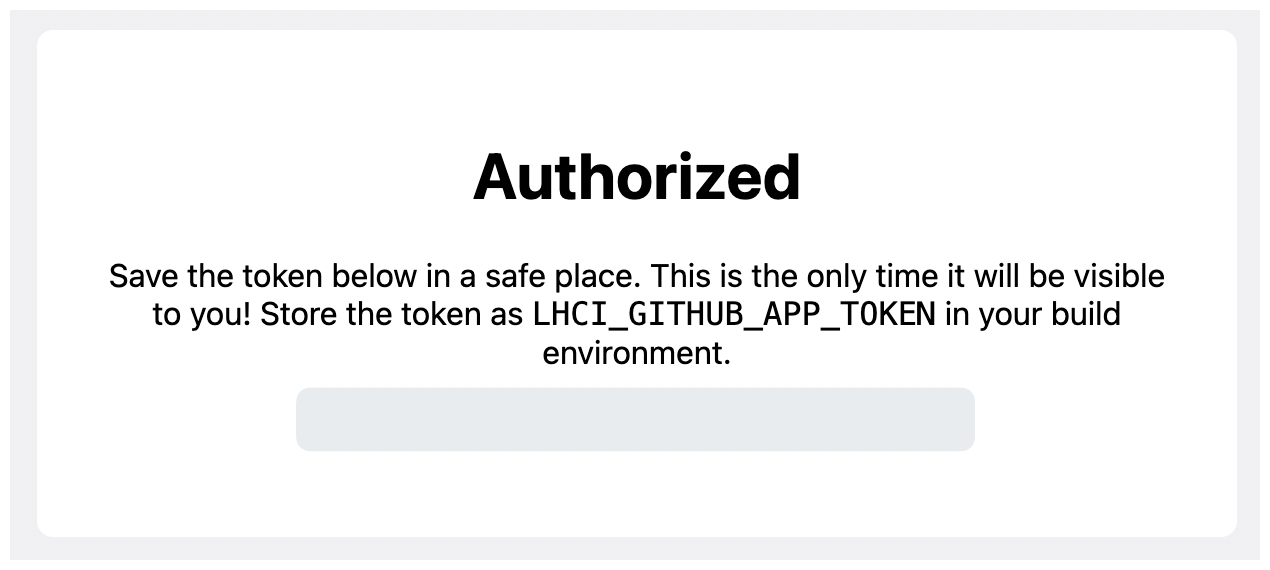 Authorized
Save the token below in a safe place. This is the only time it will be visible
to you! Store the token as LHCI_GITHUB_APP_TOKEN in your build
environment.